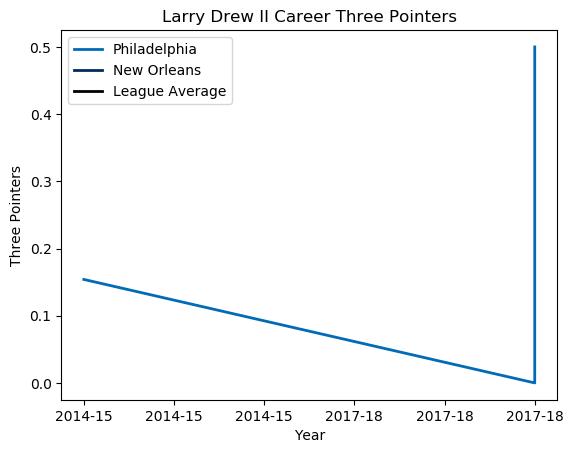 Larry Drew II Career Three Pointers
Philadelphia
New Orleans
League Average
Three Pointers
0.5
0.4
0.3
0.2
0.1
0.0
2014-15 2014-15 2014-15 2017-18 2017-18 2017-18
Year